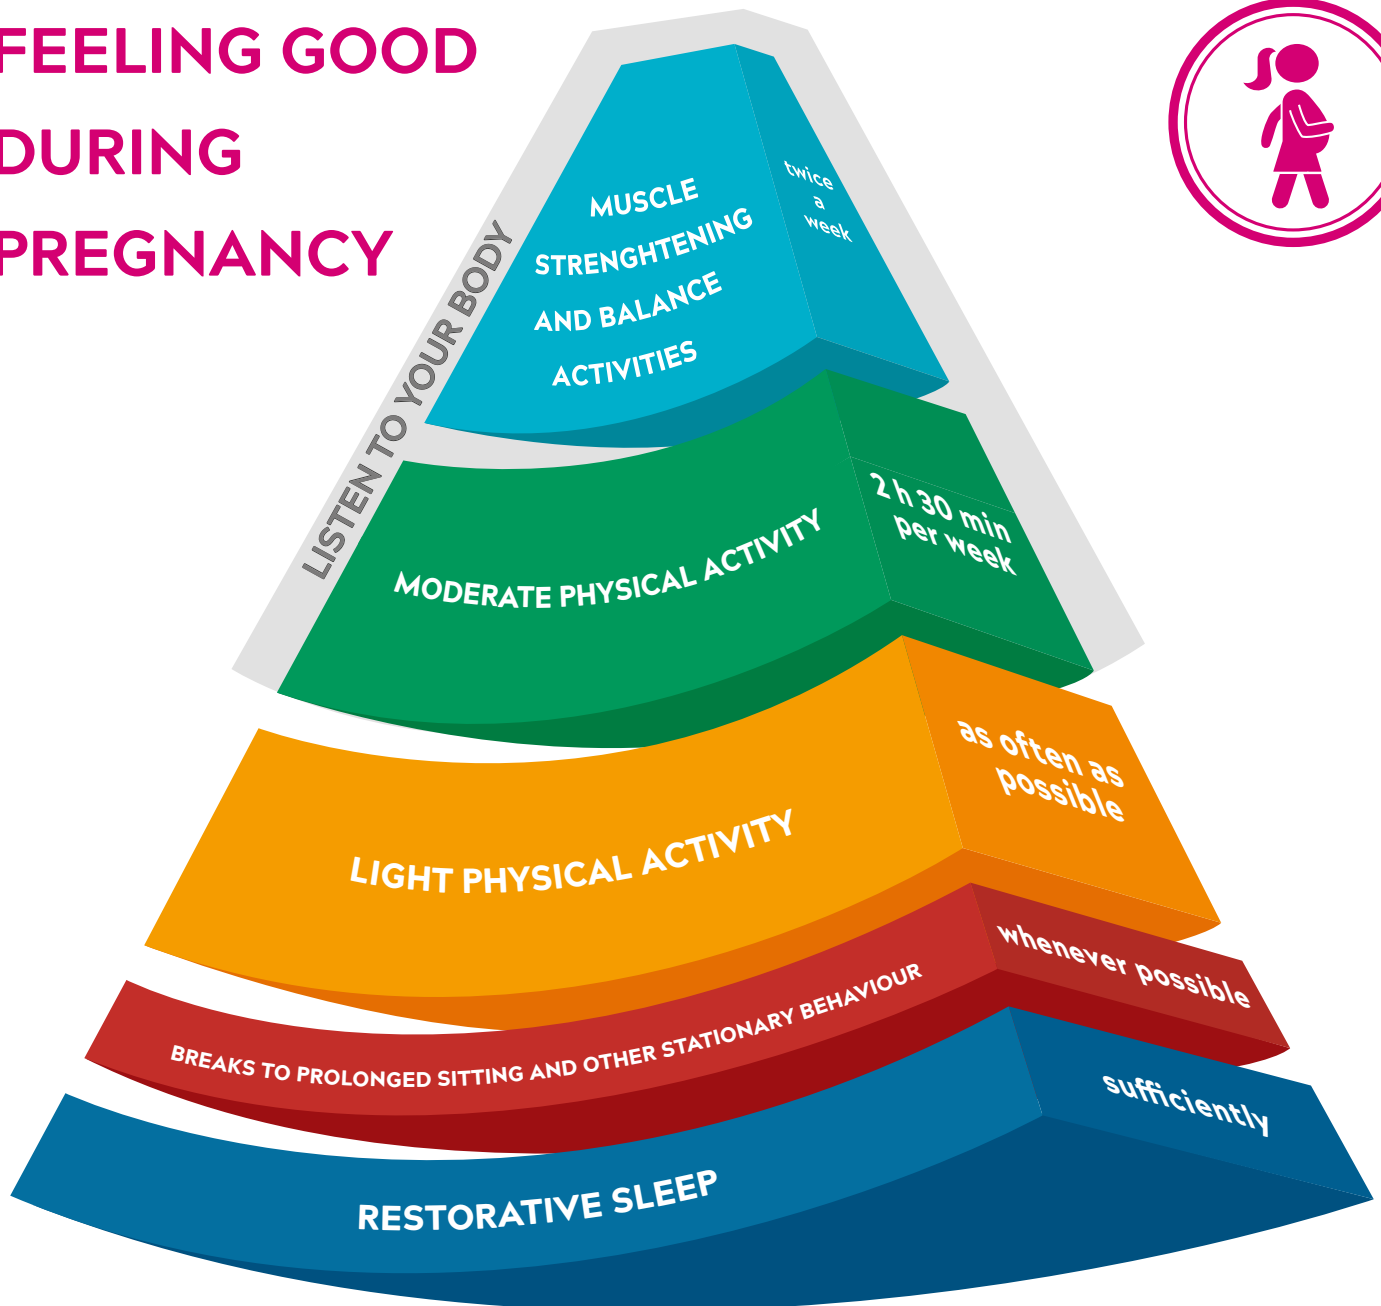 FEELING GOOD
DURING
PREGNANCY
LISTEN TO YOUR BODY
MUSCLE
STRENGHTENING
AND BALANCE
ACTIVITIES
twice
a
week
MODERATE PHYSICAL ACTIVITY
2 h 30 min
per week
LIGHT PHYSICAL ACTIVITY
as often as
possible
BREAKS TO PROLONGED SITTING AND OTHER STATIONARY BEHAVIOUR
whenever possible
RESTORATIVE SLEEP
sufficiently